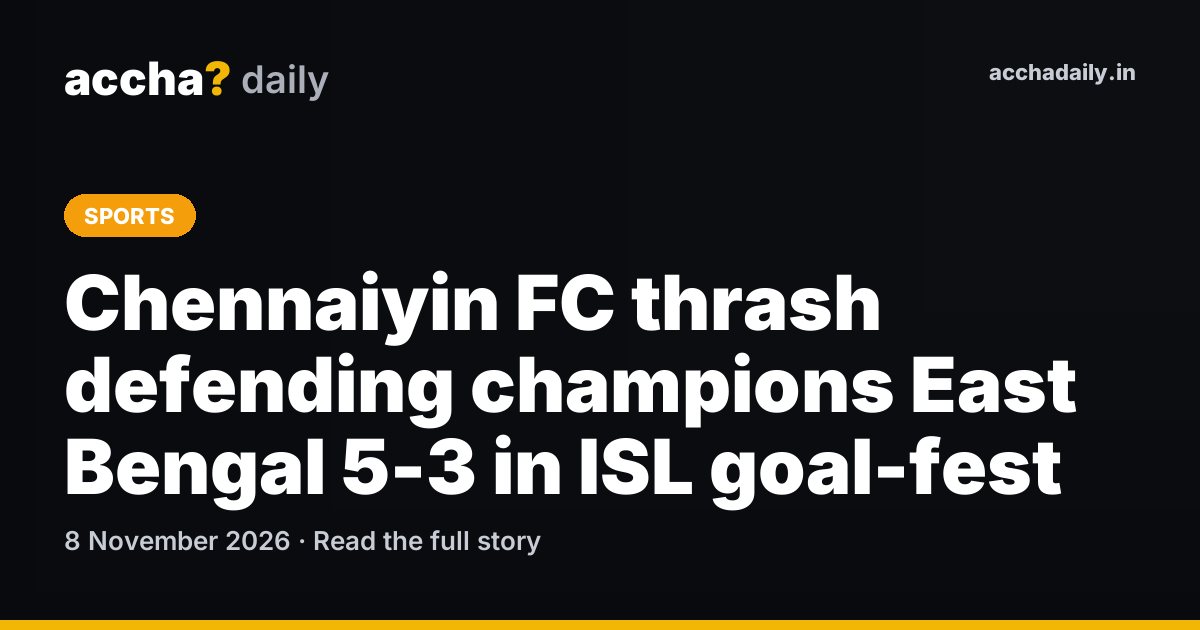 accha? daily
acchadaily.in
SPORTS
Chennaiyin FC thrash
defending champions East
Bengal 5-3 in ISL goal-fest
8 November 2026 · Read the full story